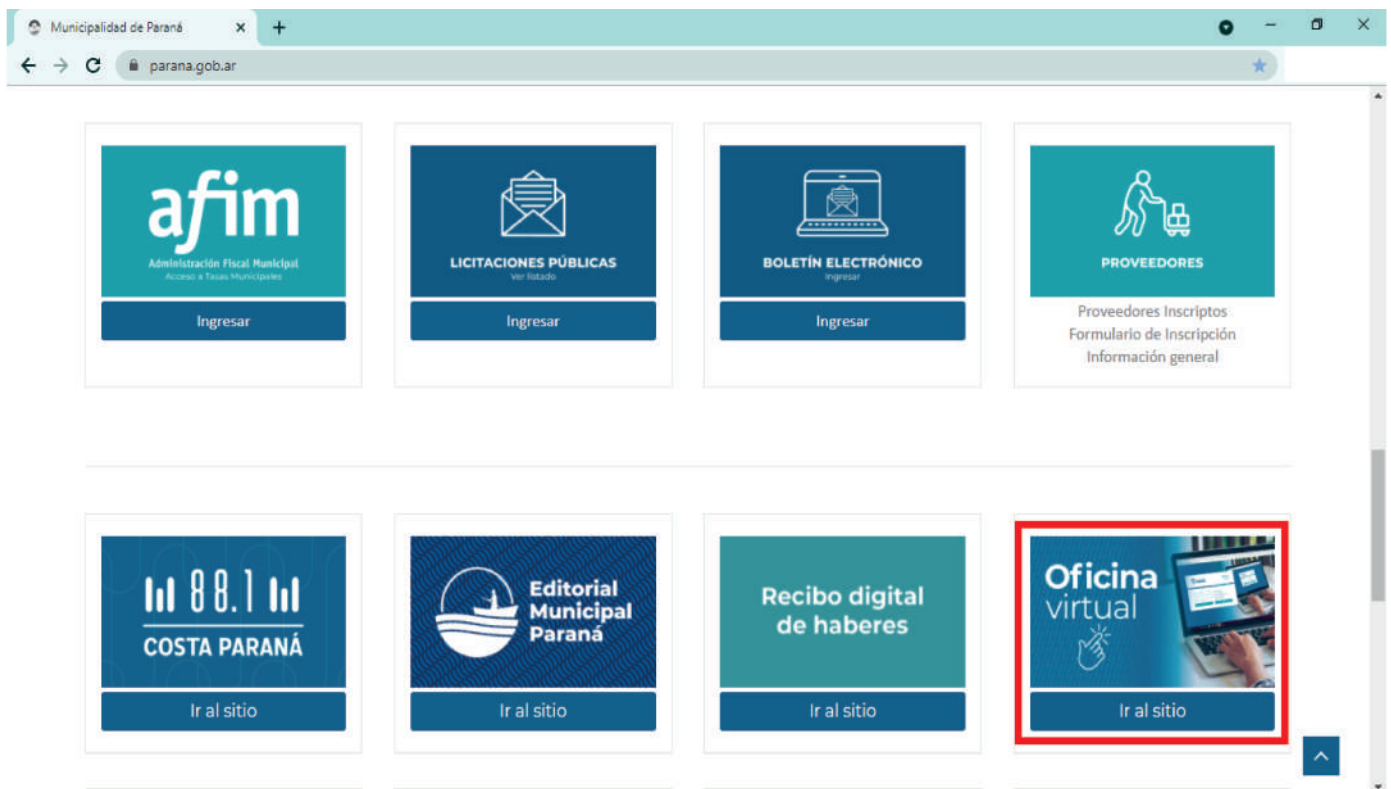 Municipalidad de Paraná
parana.gob.ar
afim
Administración Fiscal Municipal
Acceso a Tasas Municipales
Ingresar
LICITACIONES PÚBLICAS
Ver listado
Ingresar
BOLETÍN ELECTRÓNICO
Ingresar
Ingresar
PROVEEDORES
Proveedores Inscriptos
Formulario de Inscripción
Información general
88.1
COSTA PARANÁ
Ir al sitio
Editorial
Municipal
Paraná
Ir al sitio
Recibo digital
de haberes
Ir al sitio
Oficina
virtual
Ir al sitio